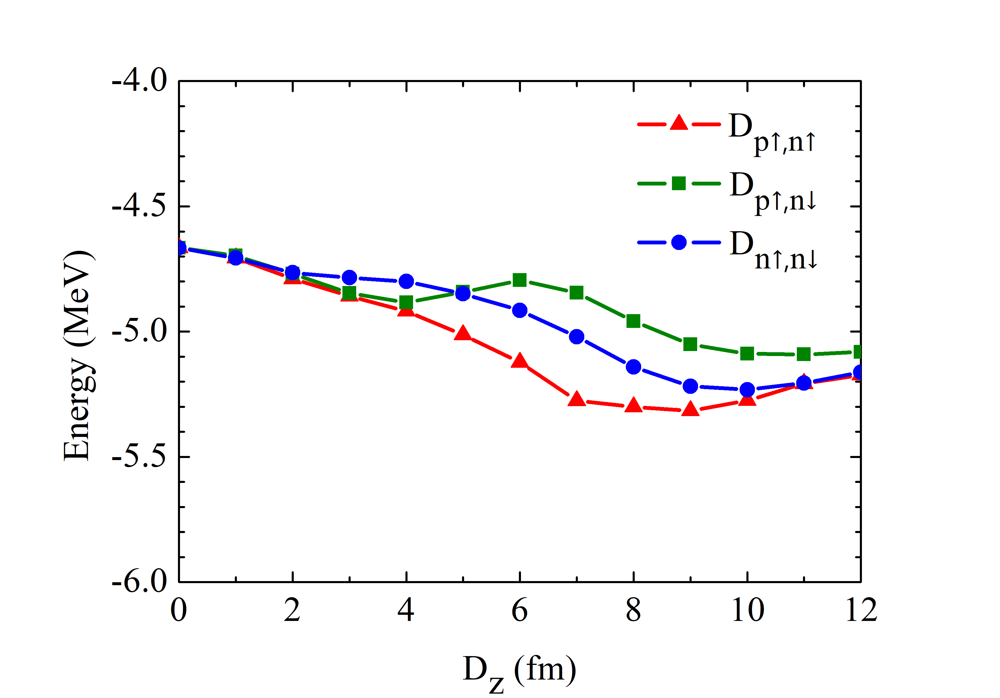 -4.0
-4.5
-5.0
-5.5
-6.0
Energy (MeV)
0 2 4 6 8 10 12
D_z (fm)
D_p↑,n↑
D_p↑,n↓
D_n↑,n↓